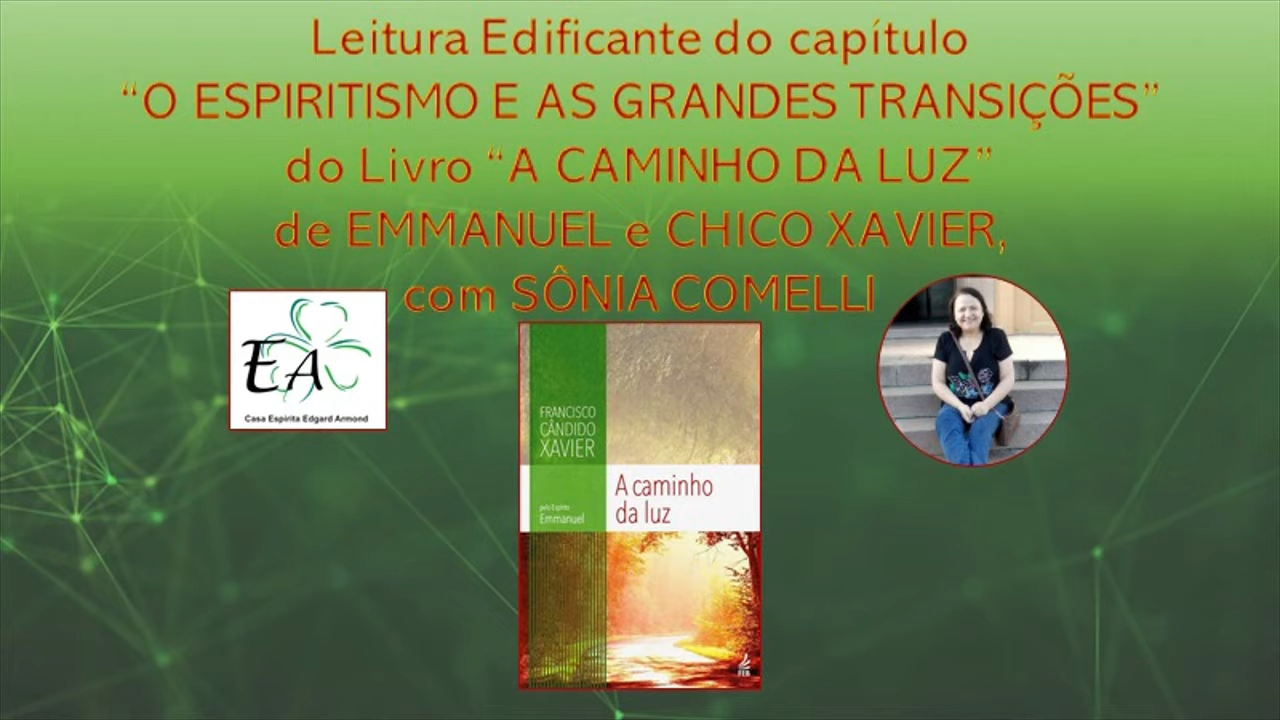 Leitura Edificante do capítulo
“O ESPIRITISMO E AS GRANDES TRANSIÇÕES”
do Livro “A CAMINHO DA LUZ”
de EMMANUEL e CHICO XAVIER,
com SÔNIA COMELLI
EA
Casa Espírita Edgard Armond
FRANCISCO
CÂNDIDO
XAVIER
pelo Espírito
Emmanuel
A caminho
da luz
FEB